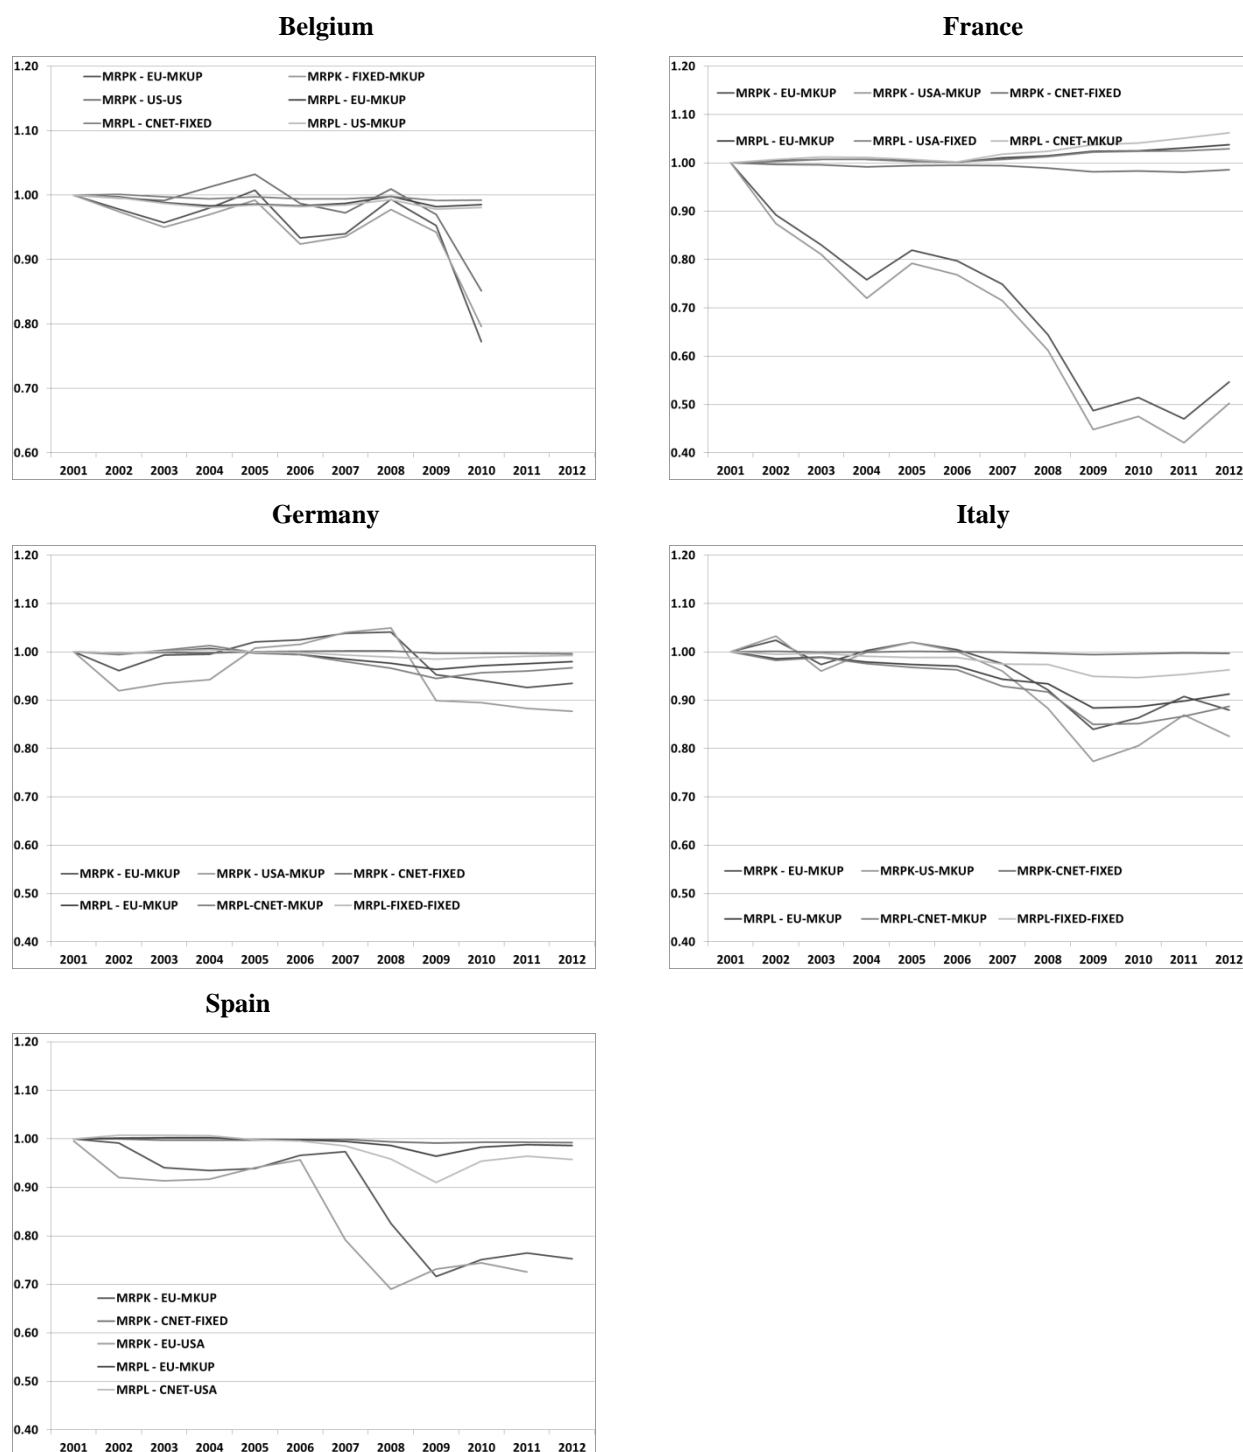 Belgium
1.20
MRPK - EU-MKUP MRPK - FIXED-MKUP
MRPK - US-US MRPL - EU-MKUP
1.10
MRPL - CNET-FIXED MRPL - US-MKUP
1.00
0.90
0.80
0.70
0.60
2001 2002 2003 2004 2005 2006 2007 2008 2009 2010 2011 2012
France
1.20
MRPK - EU-MKUP MRPK - USA-MKUP MRPK - CNET-FIXED
1.10
MRPL - EU-MKUP MRPL - USA-FIXED MRPL - CNET-MKUP
1.00
0.90
0.80
0.70
0.60
0.50
0.40
2001 2002 2003 2004 2005 2006 2007 2008 2009 2010 2011 2012
Germany
1.20
1.10
1.00
0.90
0.80
0.70
0.60
MRPK - EU-MKUP MRPK - USA-MKUP MRPK - CNET-FIXED
0.50
MRPL - EU-MKUP MRPL-CNET-MKUP MRPL-FIXED-FIXED
0.40
2001 2002 2003 2004 2005 2006 2007 2008 2009 2010 2011 2012
Italy
1.20
1.10
1.00
0.90
0.80
0.70
0.60
MRPK - EU-MKUP MRPK-US-MKUP MRPK-CNET-FIXED
0.50
MRPL - EU-MKUP MRPL-CNET-MKUP MRPL-FIXED-FIXED
0.40
2001 2002 2003 2004 2005 2006 2007 2008 2009 2010 2011 2012
Spain
1.20
1.10
1.00
0.90
0.80
0.70
MRPK - EU-MKUP
MRPK - CNET-FIXED
0.60
MRPK - EU-USA
MRPL - EU-MKUP
0.50
MRPL - CNET-USA
0.40
2001 2002 2003 2004 2005 2006 2007 2008 2009 2010 2011 2012